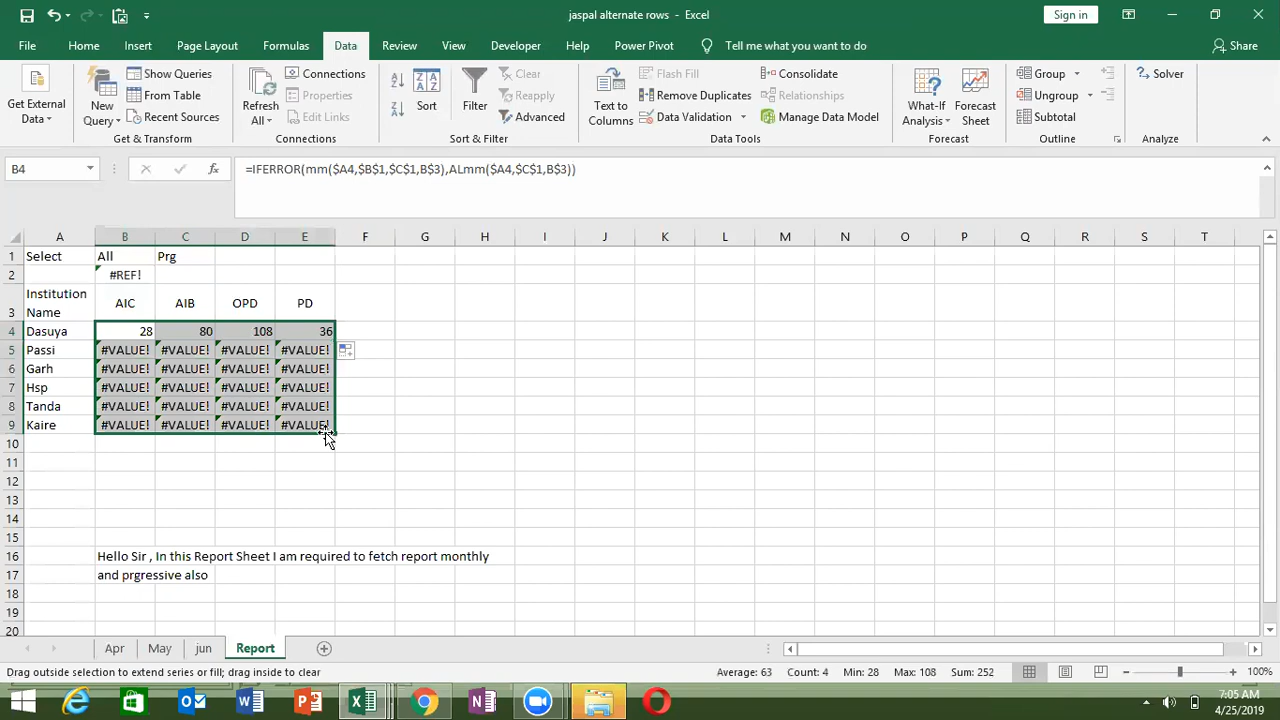 jaspal alternate rows - Excel
Sign in
File Home Insert Page Layout Formulas Data Review View Developer Help Power Pivot Tell me what you want to do Share
Get External Data
New Query
Show Queries
From Table
Recent Sources
Get & Transform
Refresh All
Connections
Properties
Edit Links
Connections
Sort
Filter
Clear
Reapply
Advanced
Sort & Filter
Text to Columns
Flash Fill
Remove Duplicates
Data Validation
Consolidate
Relationships
Manage Data Model
Data Tools
What-If Analysis
Forecast Sheet
Forecast
Group
Ungroup
Subtotal
Outline
Solver
Analyze
B4 fx =IFERROR(mm($A4,$B$1,$C$1,B$3),ALmm($A4,$C$1,B$3))
A B C D E F G H I J K L M N O P Q R S T
1 Select All Prg
2 #REF!
3 Institution Name AIC AIB OPD PD
4 Dasuya 28 80 108 36
5 Passi #VALUE! #VALUE! #VALUE! #VALUE!
6 Garh #VALUE! #VALUE! #VALUE! #VALUE!
7 Hsp #VALUE! #VALUE! #VALUE! #VALUE!
8 Tanda #VALUE! #VALUE! #VALUE! #VALUE!
9 Kaire #VALUE! #VALUE! #VALUE! #VALUE!
10
11
12
13
14
15
16 Hello Sir , In this Report Sheet I am required to fetch report monthly
17 and prgressive also
18
19
20
Apr May jun Report
Drag outside selection to extend series or fill; drag inside to clear Average: 63 Count: 4 Min: 28 Max: 108 Sum: 252 100%
7:05 AM
4/25/2019